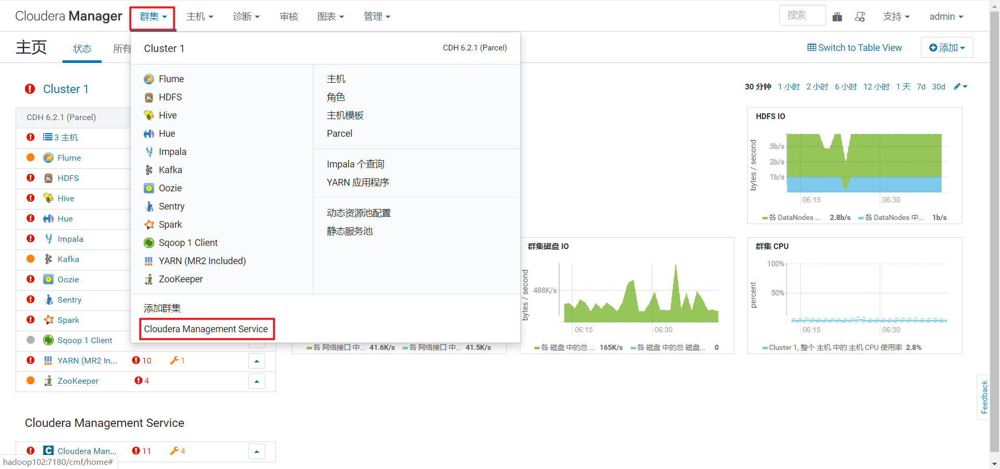 Cloudera Manager 群集 主机 诊断 审核 图表 管理 搜索 支持 admin
主页 状态 所有
Switch to Table View 添加
Cluster 1 CDH 6.2.1 (Parcel)
Flume
HDFS
Hive
Hue
Impala
Kafka
Oozie
Sentry
Spark
Sqoop 1 Client
YARN (MR2 Included)
ZooKeeper
主机
角色
主机模板
Parcel
Impala 个查询
YARN 应用程序
动态资源池配置
静态服务池
添加群集
Cloudera Management Service
Cluster 1
CDH 6.2.1 (Parcel)
3 主机
Flume
HDFS
Hive
Hue
Impala
Kafka
Oozie
Sentry
Spark
Sqoop 1 Client
YARN (MR2 In... 10 1
ZooKeeper 4
Cloudera Management Service
Cloudera Man... 11 4
hadoop102:7180/cmf/home#
30 分钟 1 小时 2 小时 6 小时 12 小时 1 天 7d 30d
HDFS IO
bytes / second
3b/s
2b/s
1b/s
06:15 06:30
各 DataNodes ... 2.8b/s 各 DataNodes 中... 1b/s
各 网络接口 中... 41.6K/s 各 网络接口 中... 41.5K/s
群集磁盘 IO
bytes / second
488K/s
06:15 06:30
各 磁盘 中的总 ... 165K/s 各 磁盘 中的总 磁盘... 0
群集 CPU
percent
100%
50%
06:15 06:30
Cluster 1, 整个 主机 中的 主机 CPU 使用率 2.8%
Feedback